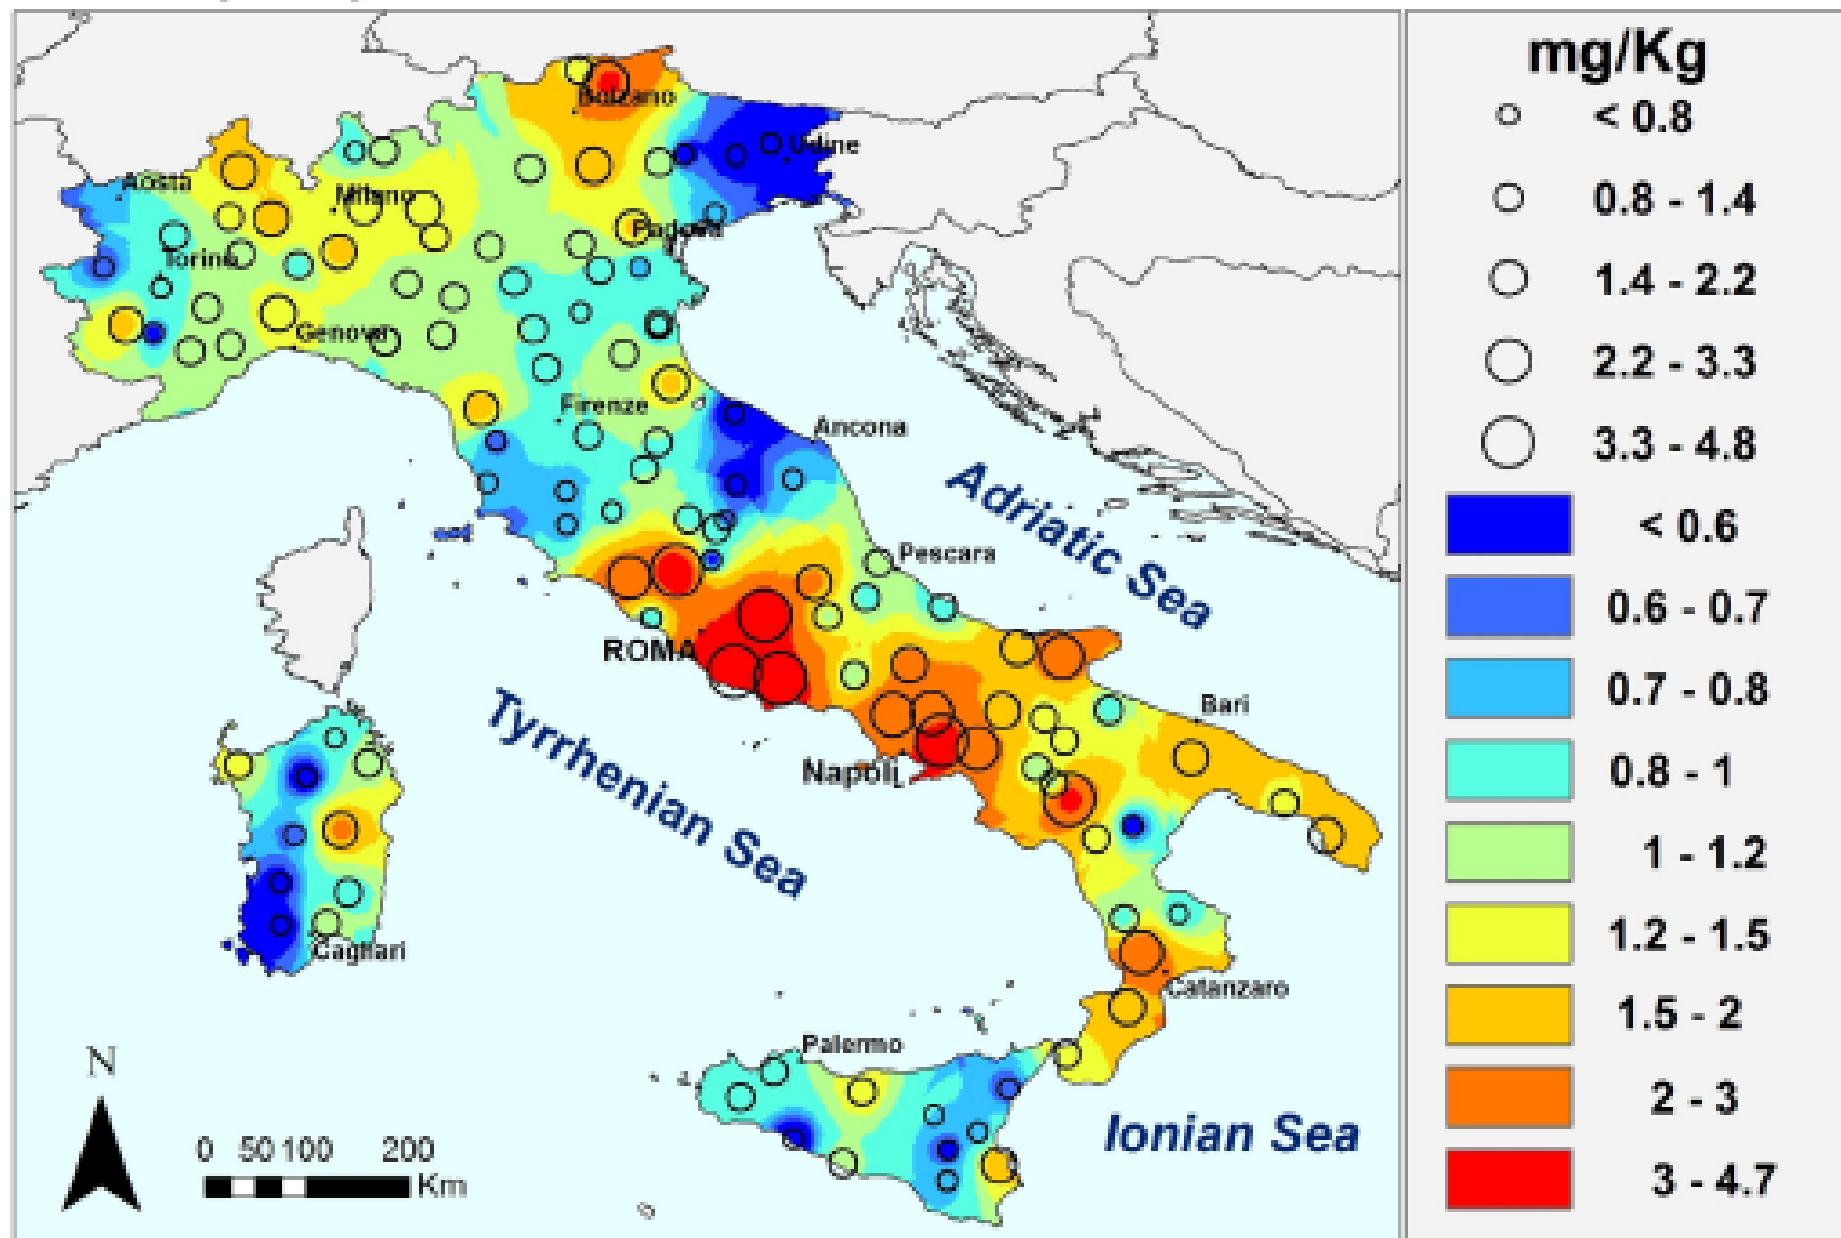 Bolzano
Udine
Aosta
Milano
Padova
Torino
Genova
Firenze
Ancona
Adriatic Sea
Pescara
ROMA
Tyrrhenian Sea
Bari
Napoli
Cagliari
Catanzaro
Palermo
Ionian Sea
N
0 50 100 200
Km
mg/Kg
< 0.8
0.8 - 1.4
1.4 - 2.2
2.2 - 3.3
3.3 - 4.8
< 0.6
0.6 - 0.7
0.7 - 0.8
0.8 - 1
1 - 1.2
1.2 - 1.5
1.5 - 2
2 - 3
3 - 4.7